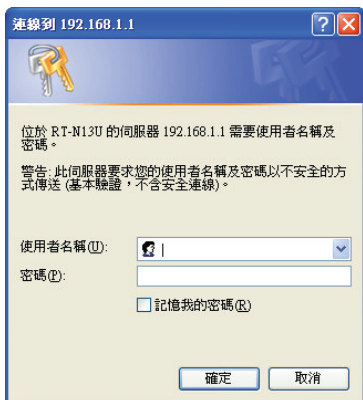 連線到 192.168.1.1
位於 RT-N13U 的伺服器 192.168.1.1 需要使用者名稱及
密碼。
警告: 此伺服器要求您的使用者名稱及密碼以不安全的方
式傳送 (基本驗證，不含安全連線)。
使用者名稱(U):
密碼(P):
記憶我的密碼(R)
確定 取消